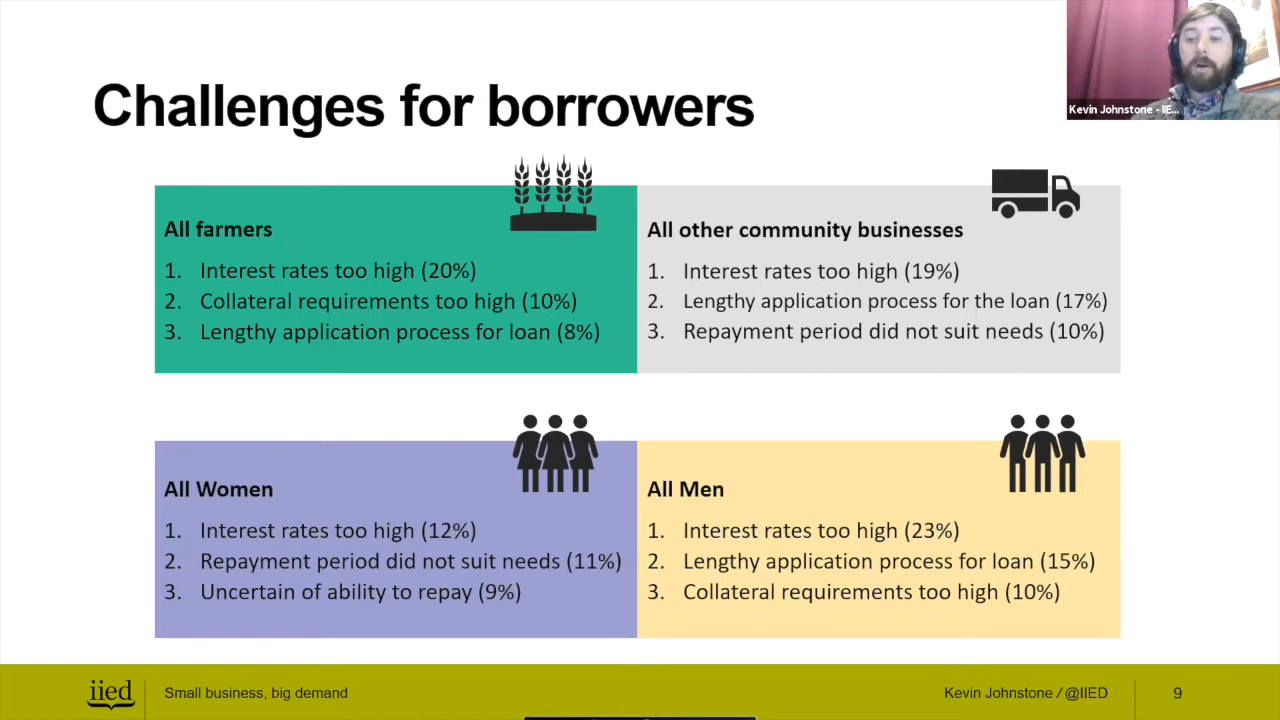 Challenges for borrowers
Kevin Johnstone - IIE...
All farmers
1. Interest rates too high (20%)
2. Collateral requirements too high (10%)
3. Lengthy application process for loan (8%)
All other community businesses
1. Interest rates too high (19%)
2. Lengthy application process for the loan (17%)
3. Repayment period did not suit needs (10%)
All Women
1. Interest rates too high (12%)
2. Repayment period did not suit needs (11%)
3. Uncertain of ability to repay (9%)
All Men
1. Interest rates too high (23%)
2. Lengthy application process for loan (15%)
3. Collateral requirements too high (10%)
iied
Small business, big demand
Kevin Johnstone / @IIED
9